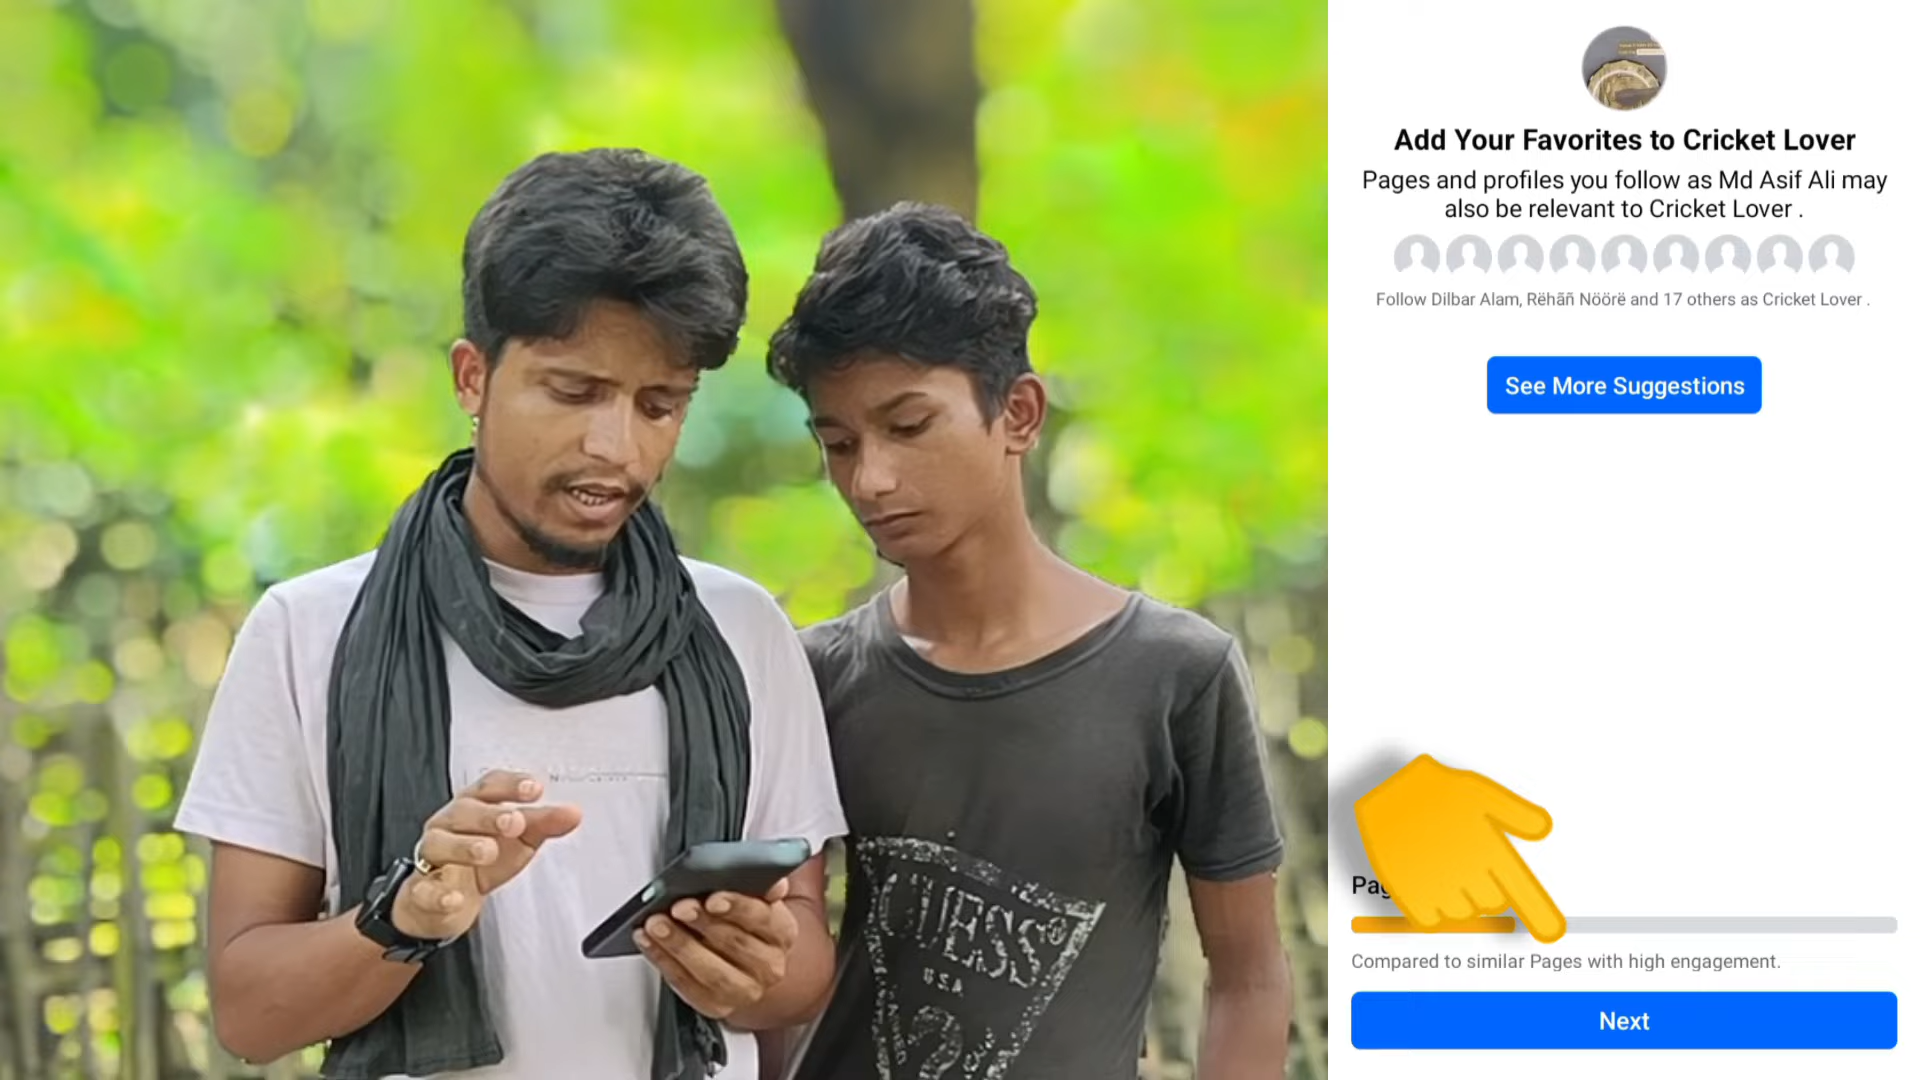 GUESS®
U.S.A
Add Your Favorites to Cricket Lover
Pages and profiles you follow as Md Asif Ali may
also be relevant to Cricket Lover .
Follow Dilbar Alam, Rëhāñ Nöörë and 17 others as Cricket Lover .
See More Suggestions
Compared to similar Pages with high engagement.
Next